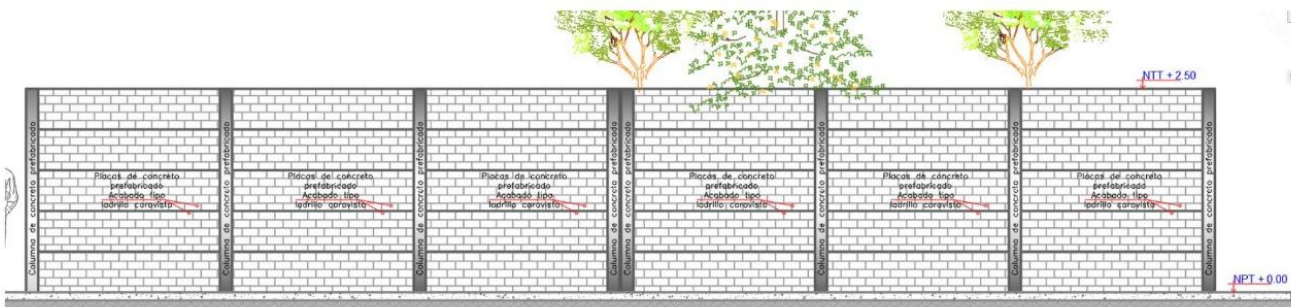 NTT + 2.50
Columna de concreto prefabricado
Placas de concreto
prefabricado
Acabado tipo
ladrillo caravista
Columna de concreto prefabricado
Placas de concreto
prefabricado
Acabado tipo
ladrillo caravista
Columna de concreto prefabricado
Placas de concreto
prefabricado
Acabado tipo
ladrillo caravista
Columna de concreto prefabricado
Columna de concreto prefabricado
Placas de concreto
prefabricado
Acabado tipo
ladrillo caravista
Columna de concreto prefabricado
Placas de concreto
prefabricado
Acabado tipo
ladrillo caravista
Columna de concreto prefabricado
Placas de concreto
prefabricado
Acabado tipo
ladrillo caravista
Columna de concreto prefabricado
NPT + 0.00